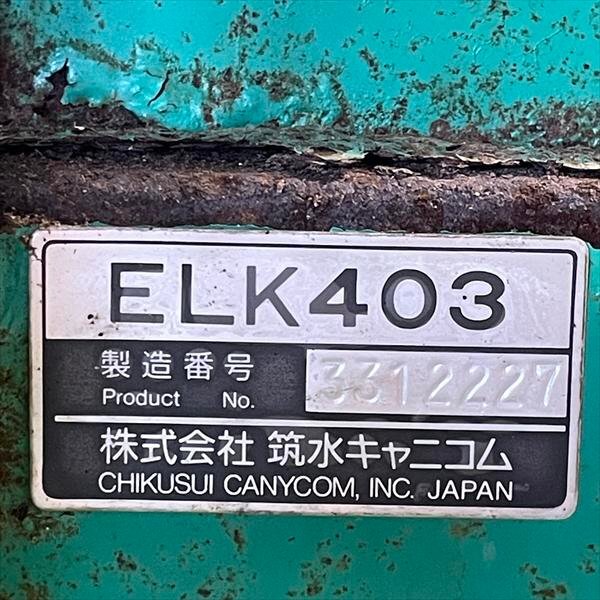 ELK403
製造番号 3312227
Product No.
株式会社 筑水キャニコム
CHIKUSUI CANYCOM, INC. JAPAN